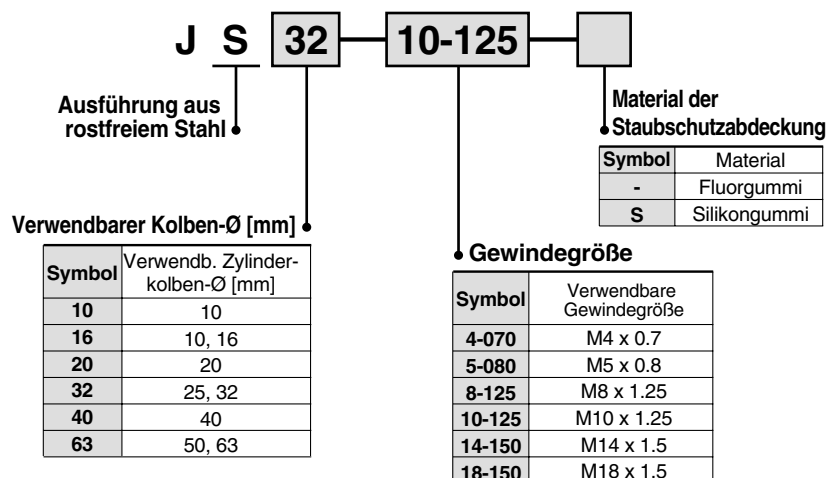 J S 32 10-125
Ausführung aus
rostfreiem Stahl
Material der
Staubschutzabdeckung
Symbol Material
- Fluorgummi
S Silikongummi
Verwendbarer Kolben-Ø [mm]
Symbol Verwendb. Zylinder-
kolben-Ø [mm]
10 10
16 10, 16
20 20
32 25, 32
40 40
63 50, 63
Gewindegröße
Symbol Verwendbare
Gewindegröße
4-070 M4 x 0.7
5-080 M5 x 0.8
8-125 M8 x 1.25
10-125 M10 x 1.25
14-150 M14 x 1.5
18-150 M18 x 1.5